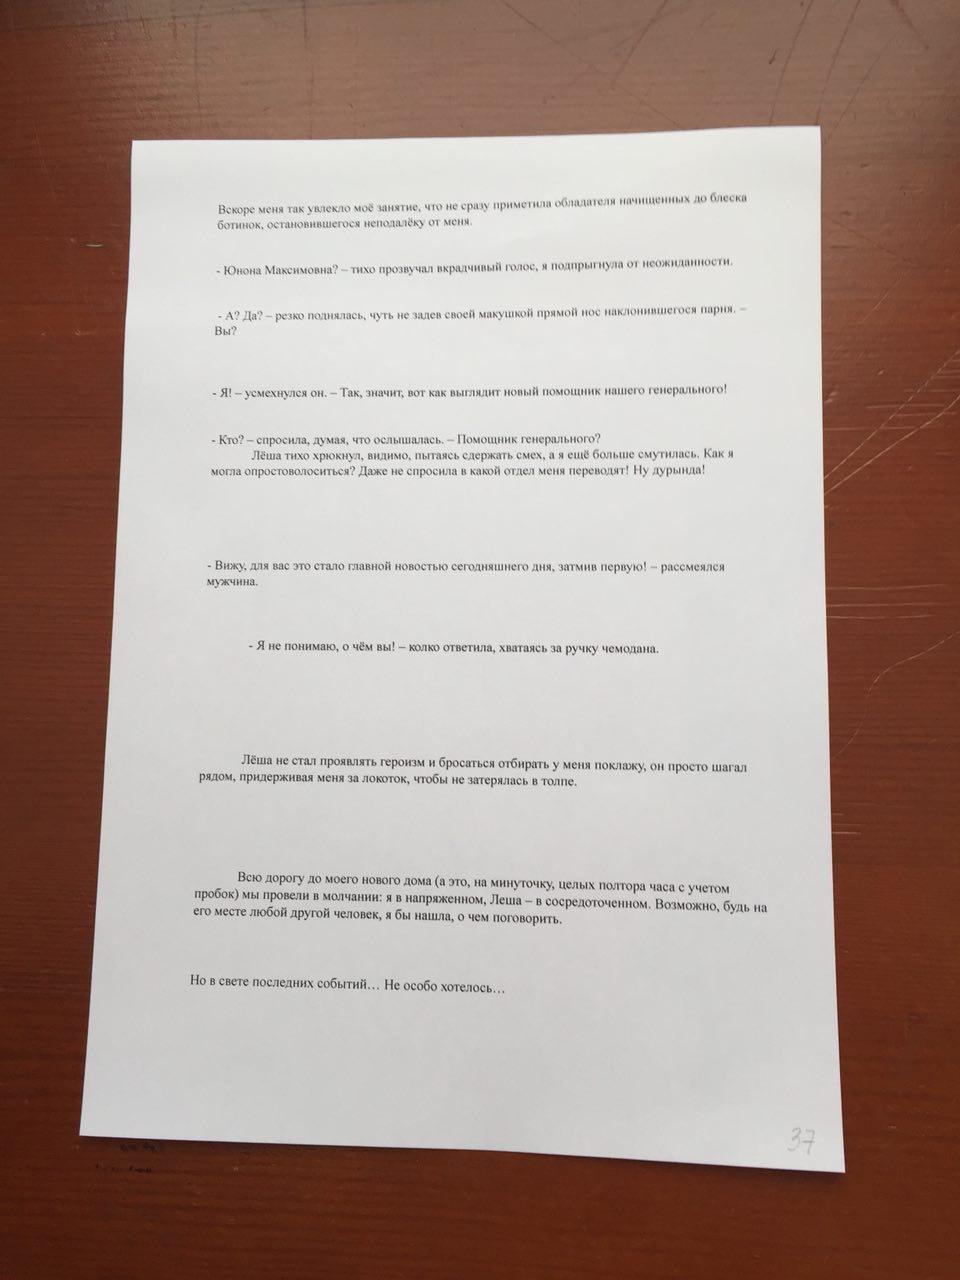 Вскоре меня так увлекло моё занятие, что не сразу приметила обладателя начищенных до блеска
ботинок, остановившегося неподалёку от меня.
- Юнона Максимовна? – тихо прозвучал вкрадчивый голос, я подпрыгнула от неожиданности.
- А? Да? – резко поднялась, чуть не задев своей макушкой прямой нос наклонившегося парня. –
Вы?
- Я! – усмехнулся он. – Так, значит, вот как выглядит новый помощник нашего генерального!
- Кто? – спросила, думая, что ослышалась. – Помощник генерального?
Лёша тихо хрюкнул, видимо, пытаясь сдержать смех, а я ещё больше смутилась. Как я
могла опростоволоситься? Даже не спросила в какой отдел меня переводят! Ну дурында!
- Вижу, для вас это стало главной новостью сегодняшнего дня, затмив первую! – рассмеялся
мужчина.
- Я не понимаю, о чём вы! – колко ответила, хватаясь за ручку чемодана.
Лёша не стал проявлять героизм и бросаться отбирать у меня поклажу, он просто шагал
рядом, придерживая меня за локоток, чтобы не затерялась в толпе.
Всю дорогу до моего нового дома (а это, на минуточку, целых полтора часа с учетом
пробок) мы провели в молчании: я в напряженном, Леша – в сосредоточенном. Возможно, будь на
его месте любой другой человек, я бы нашла, о чем поговорить.
Но в свете последних событий… Не особо хотелось…
37